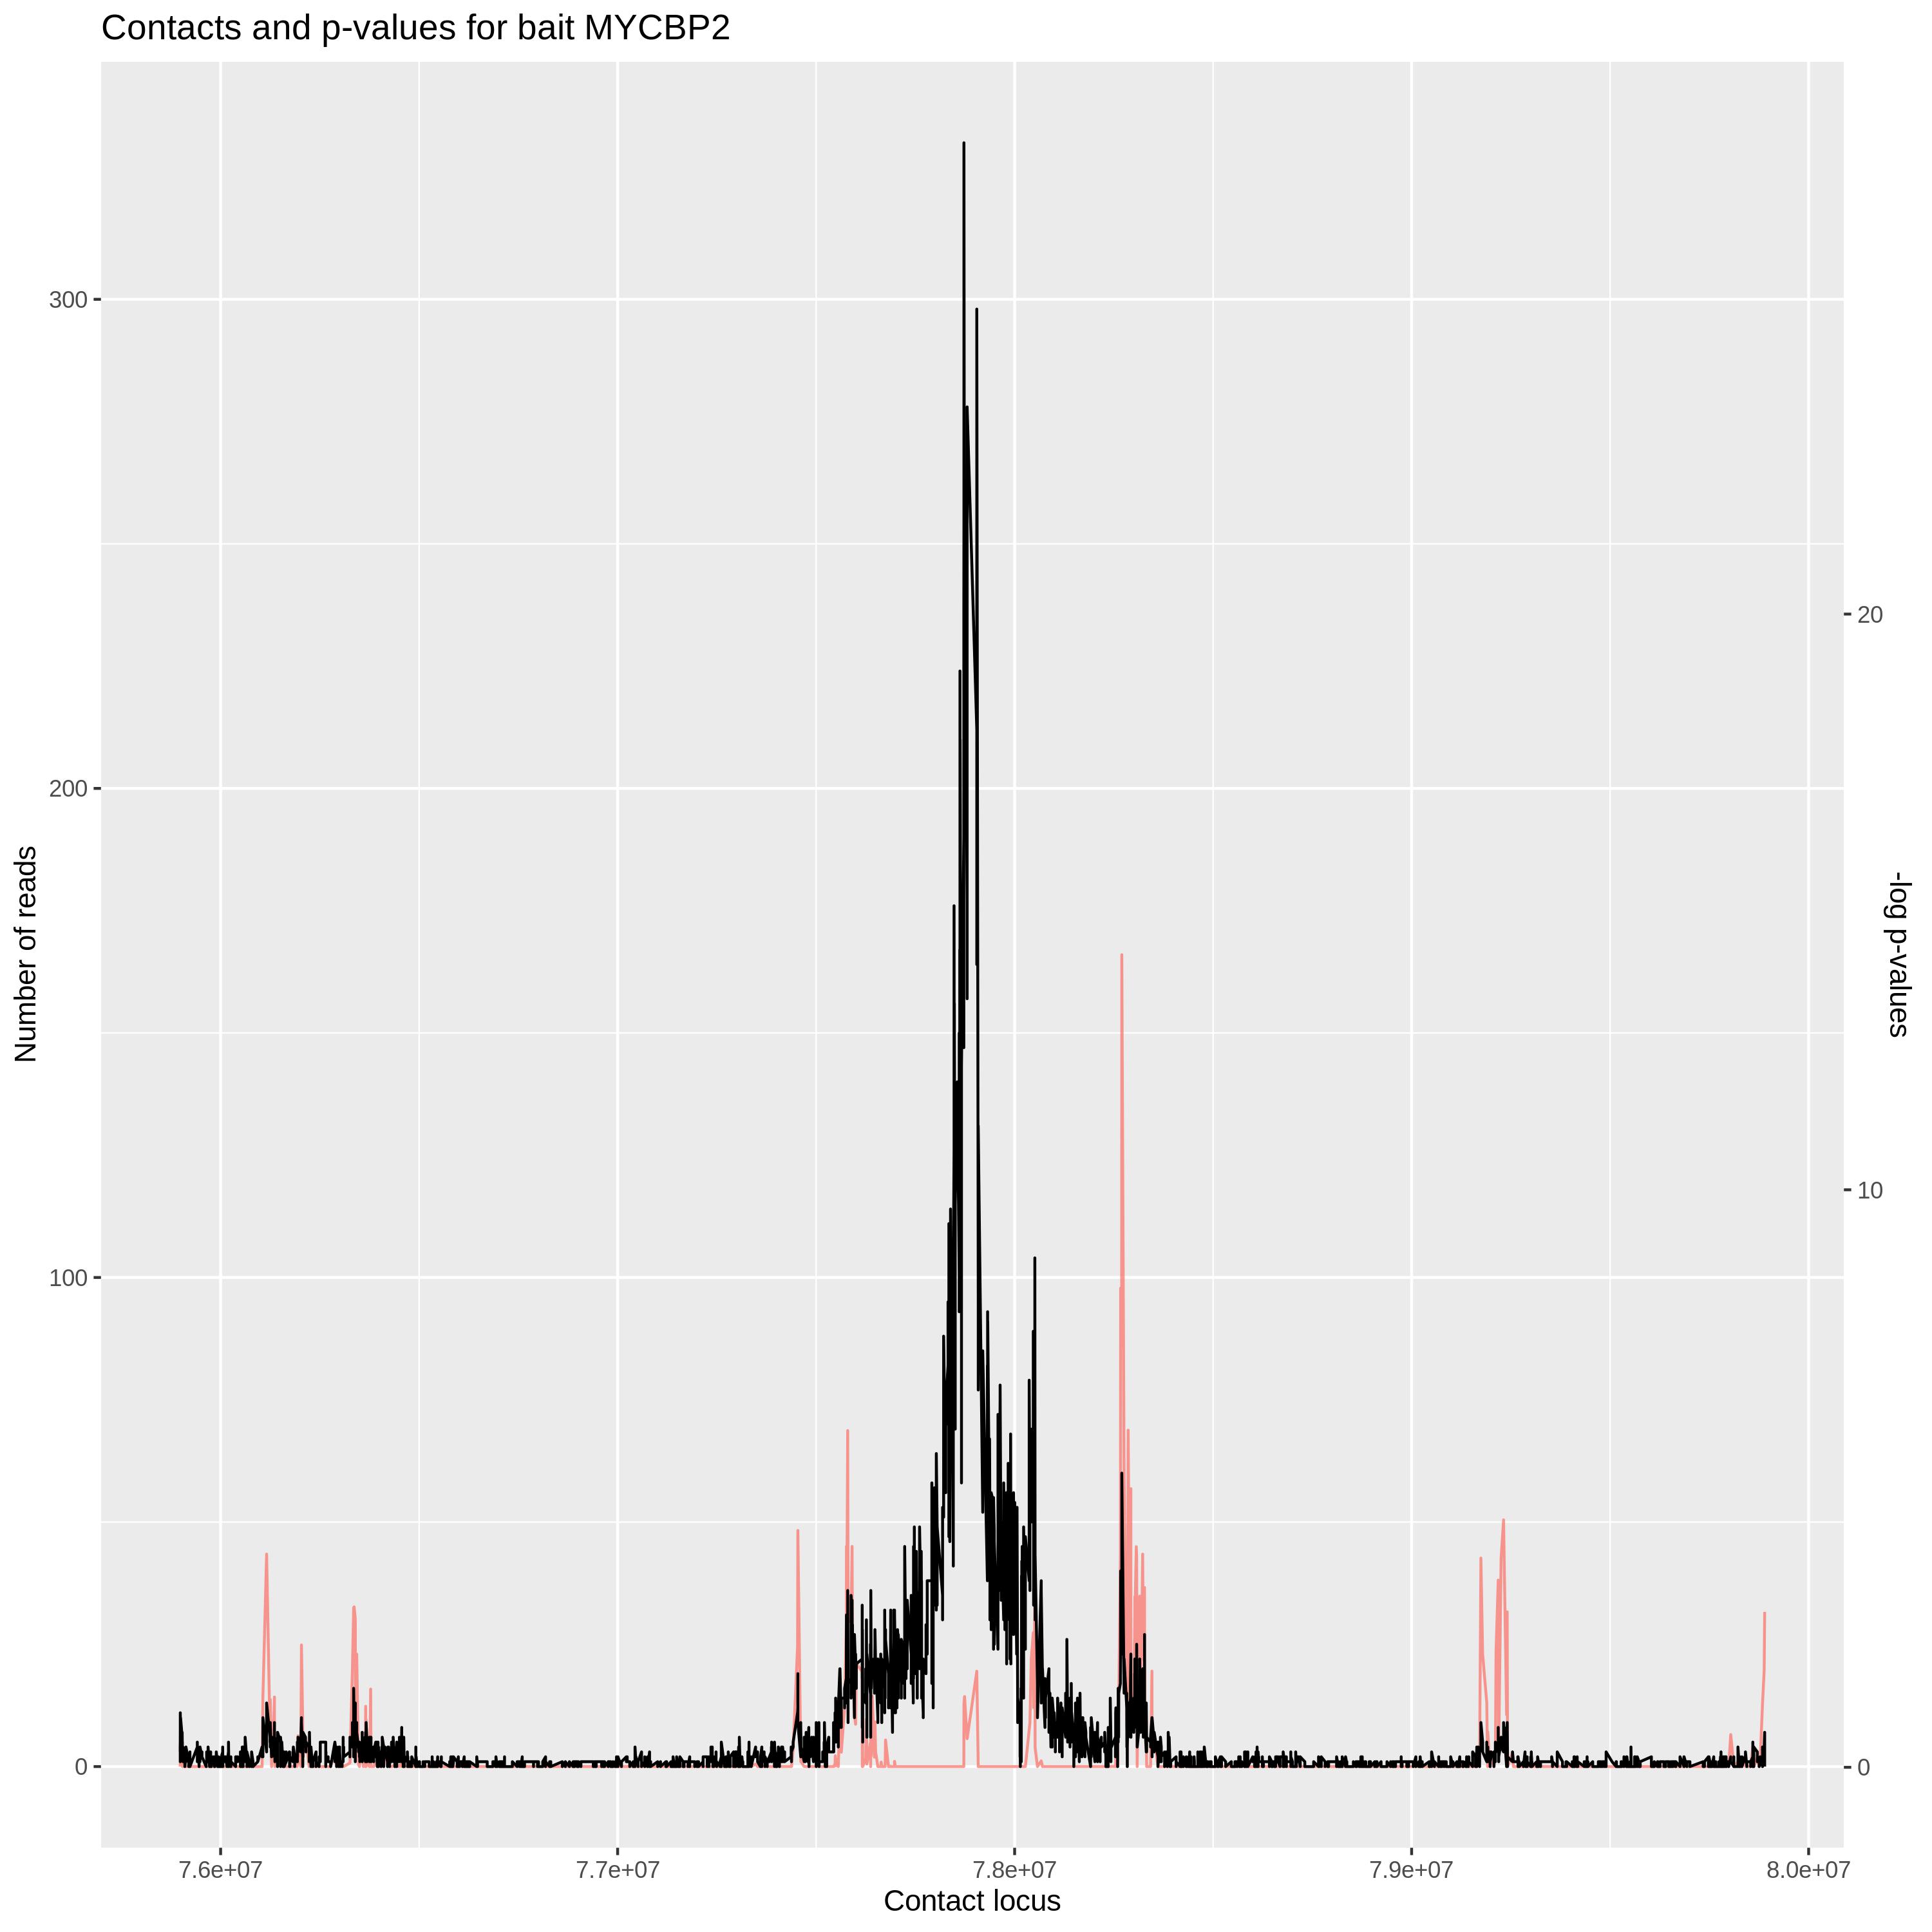 Contacts and p-values for bait MYCBP2
Number of reads
300
200
100
0
20
10
0
-log p-values
7.6e+07
7.7e+07
7.8e+07
7.9e+07
8.0e+07
Contact locus